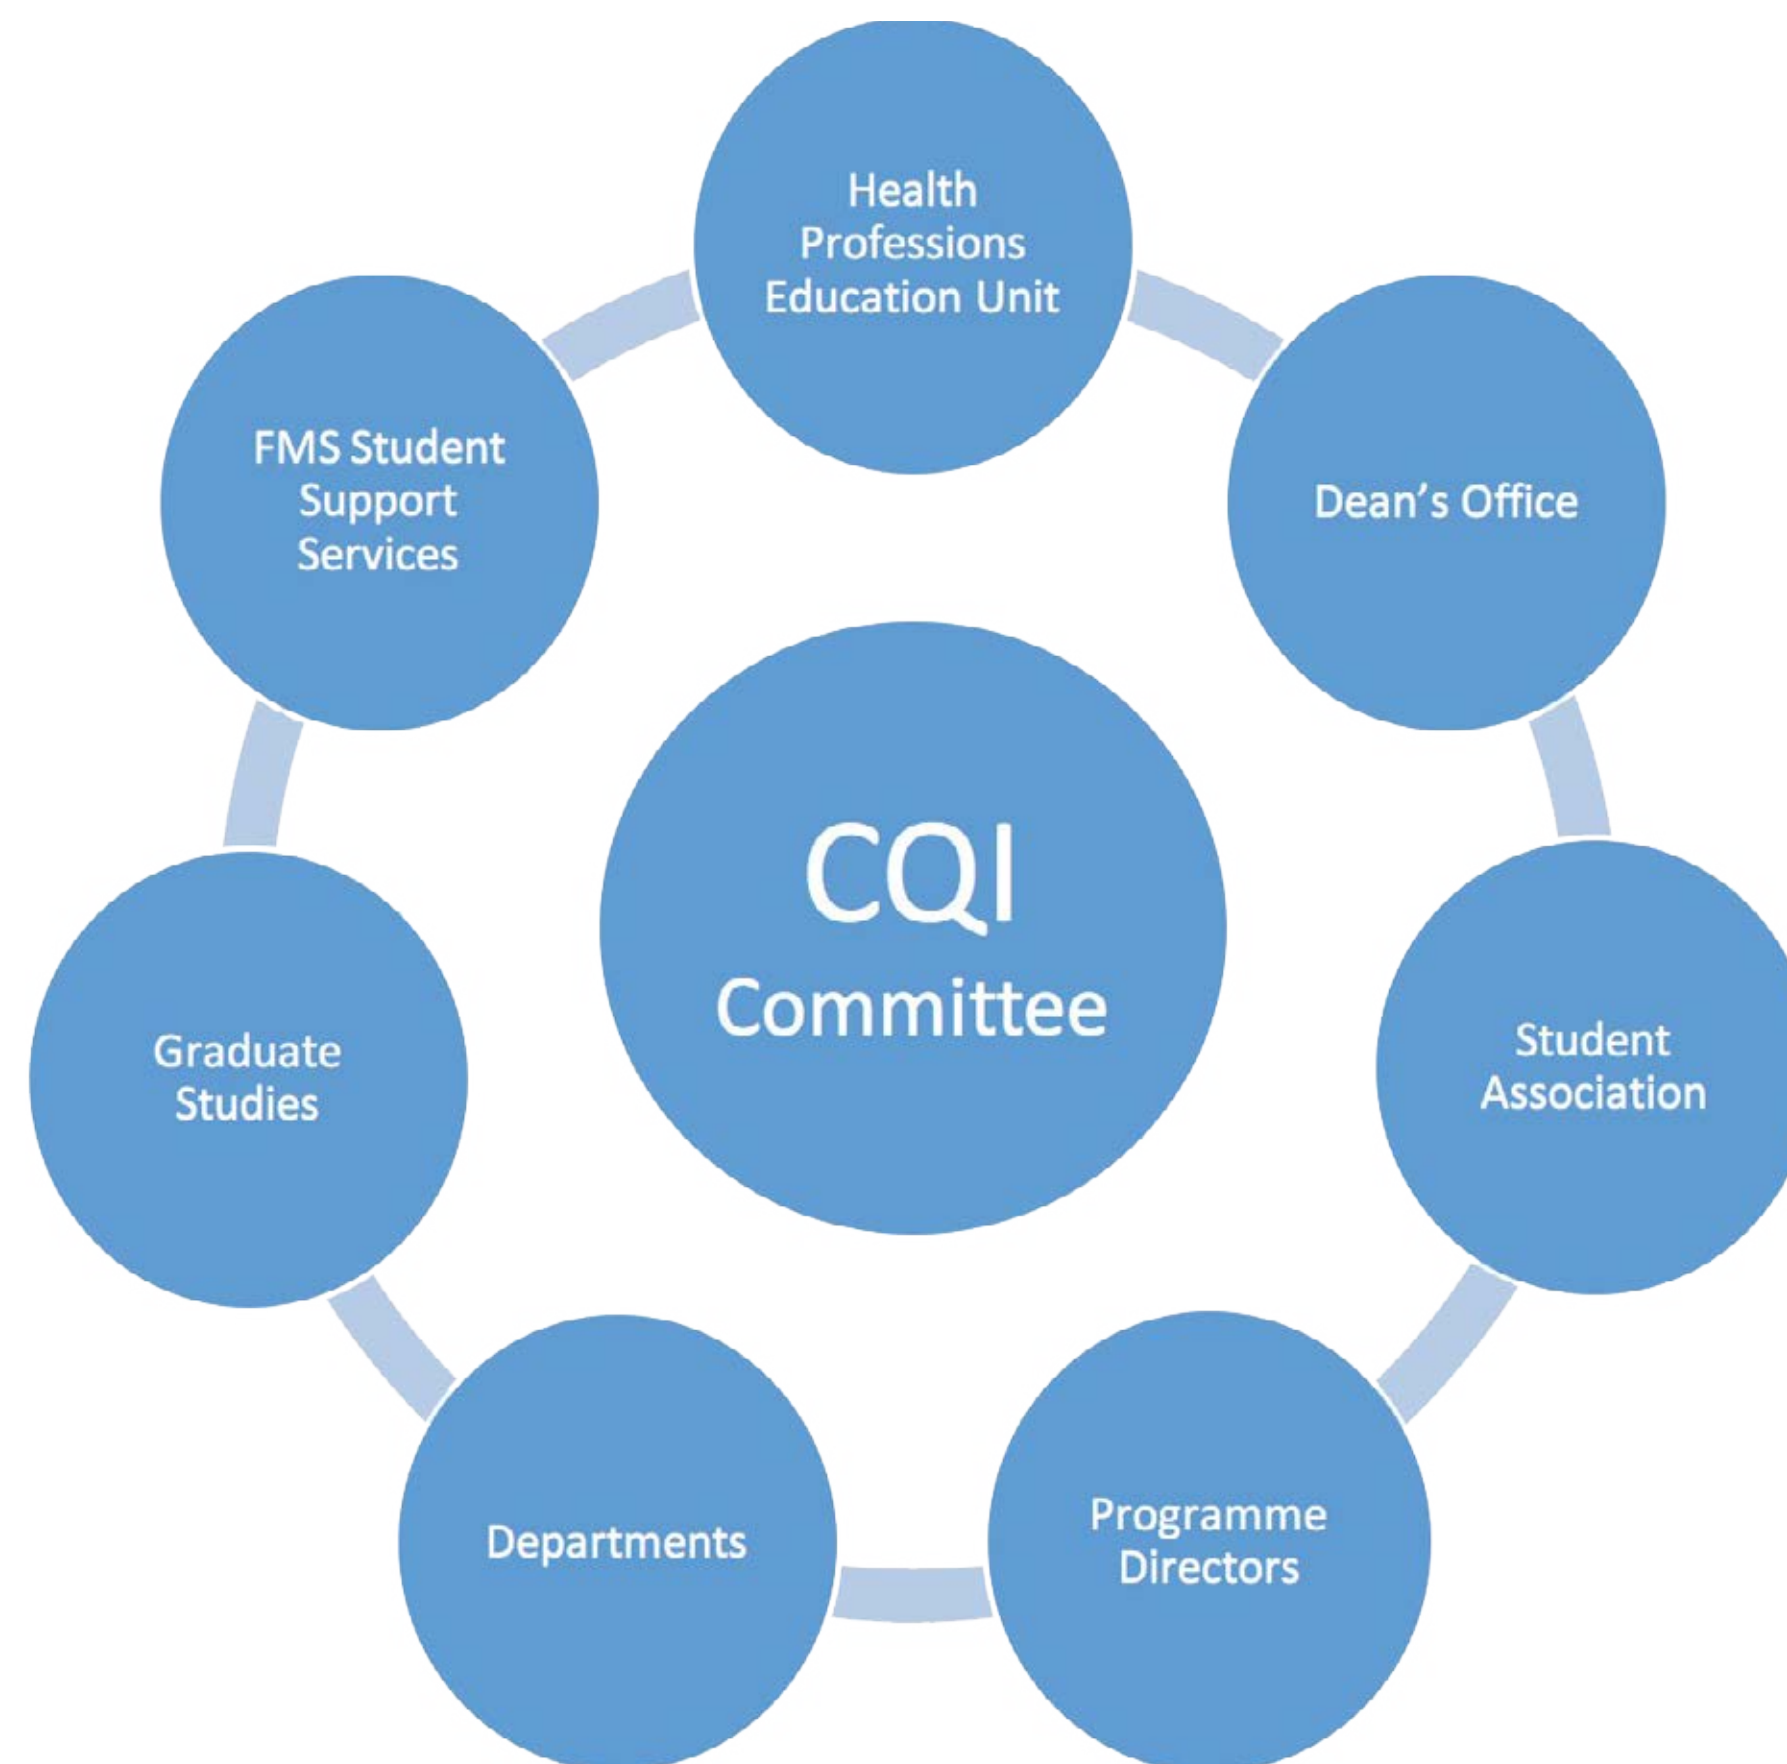 Health
Professions
Education Unit
FMS Student
Support
Services
Dean’s Office
CQI
Committee
Graduate
Studies
Student
Association
Departments
Programme
Directors